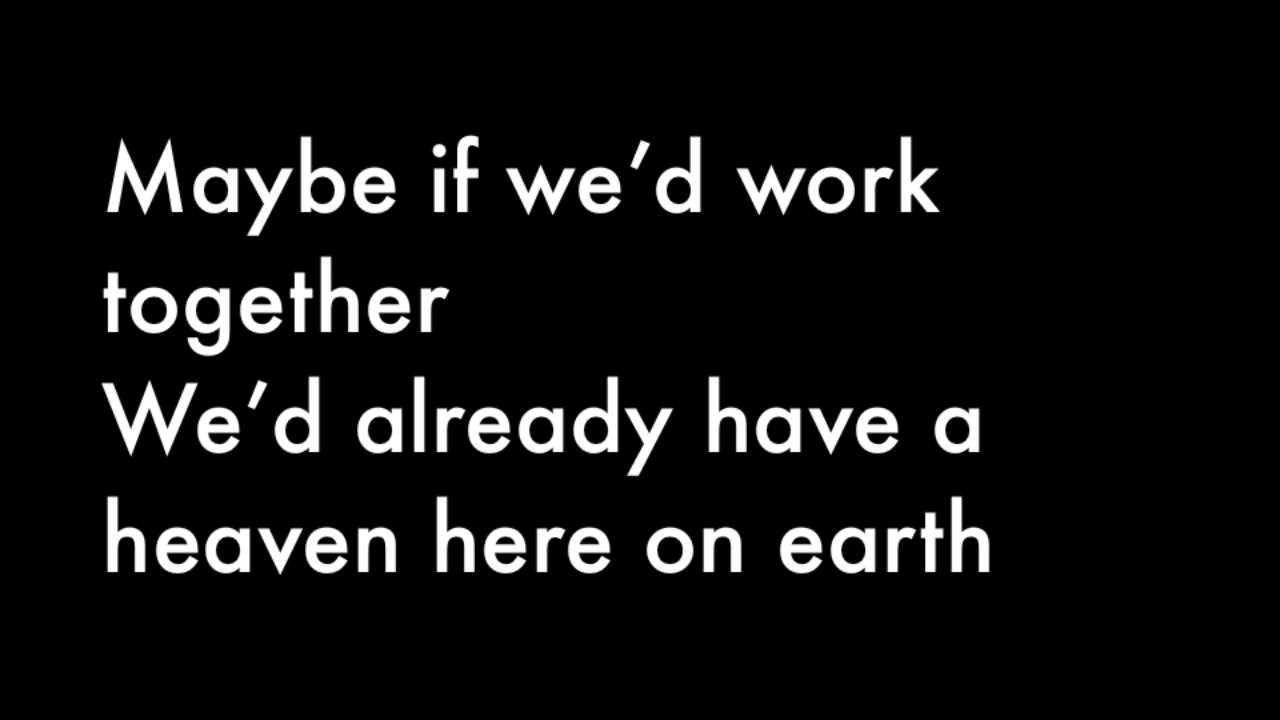 Maybe if we’d work
together
We’d already have a
heaven here on earth